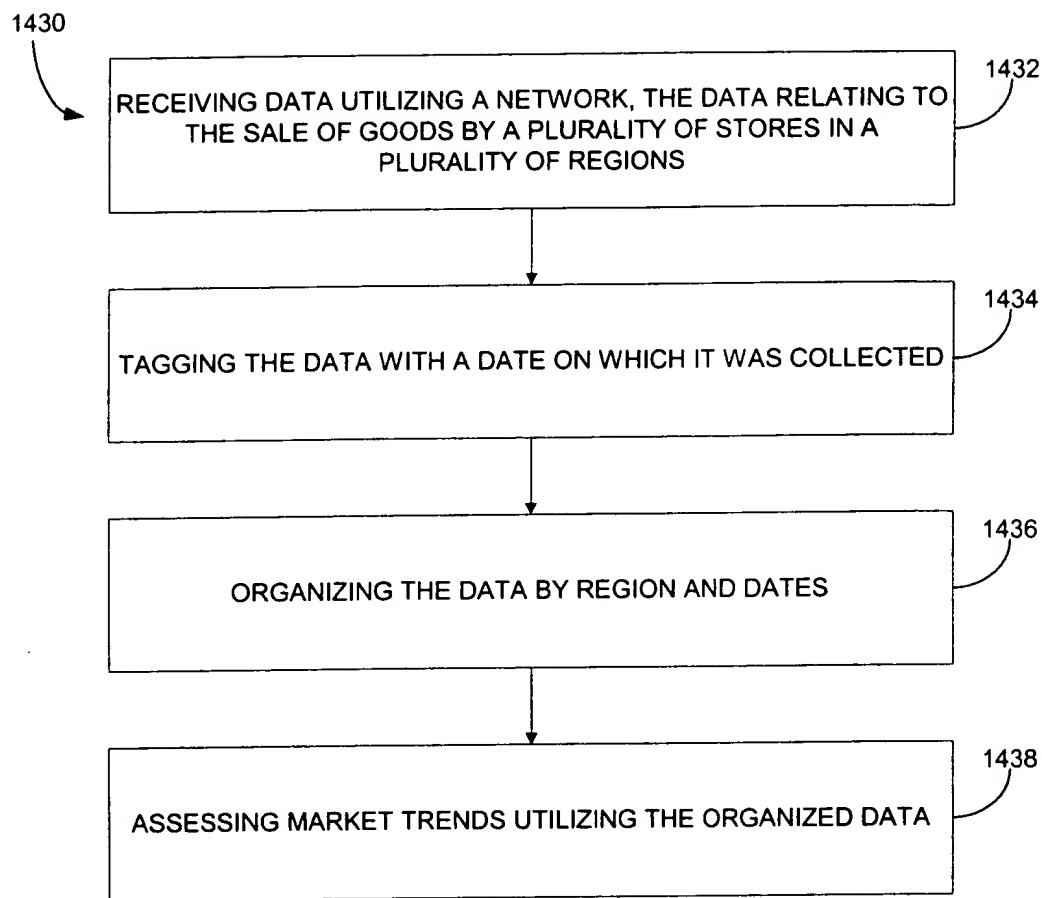 1430
1432
RECEIVING DATA UTILIZING A NETWORK, THE DATA RELATING TO
THE SALE OF GOODS BY A PLURALITY OF STORES IN A
PLURALITY OF REGIONS
1434
TAGGING THE DATA WITH A DATE ON WHICH IT WAS COLLECTED
1436
ORGANIZING THE DATA BY REGION AND DATES
1438
ASSESSING MARKET TRENDS UTILIZING THE ORGANIZED DATA